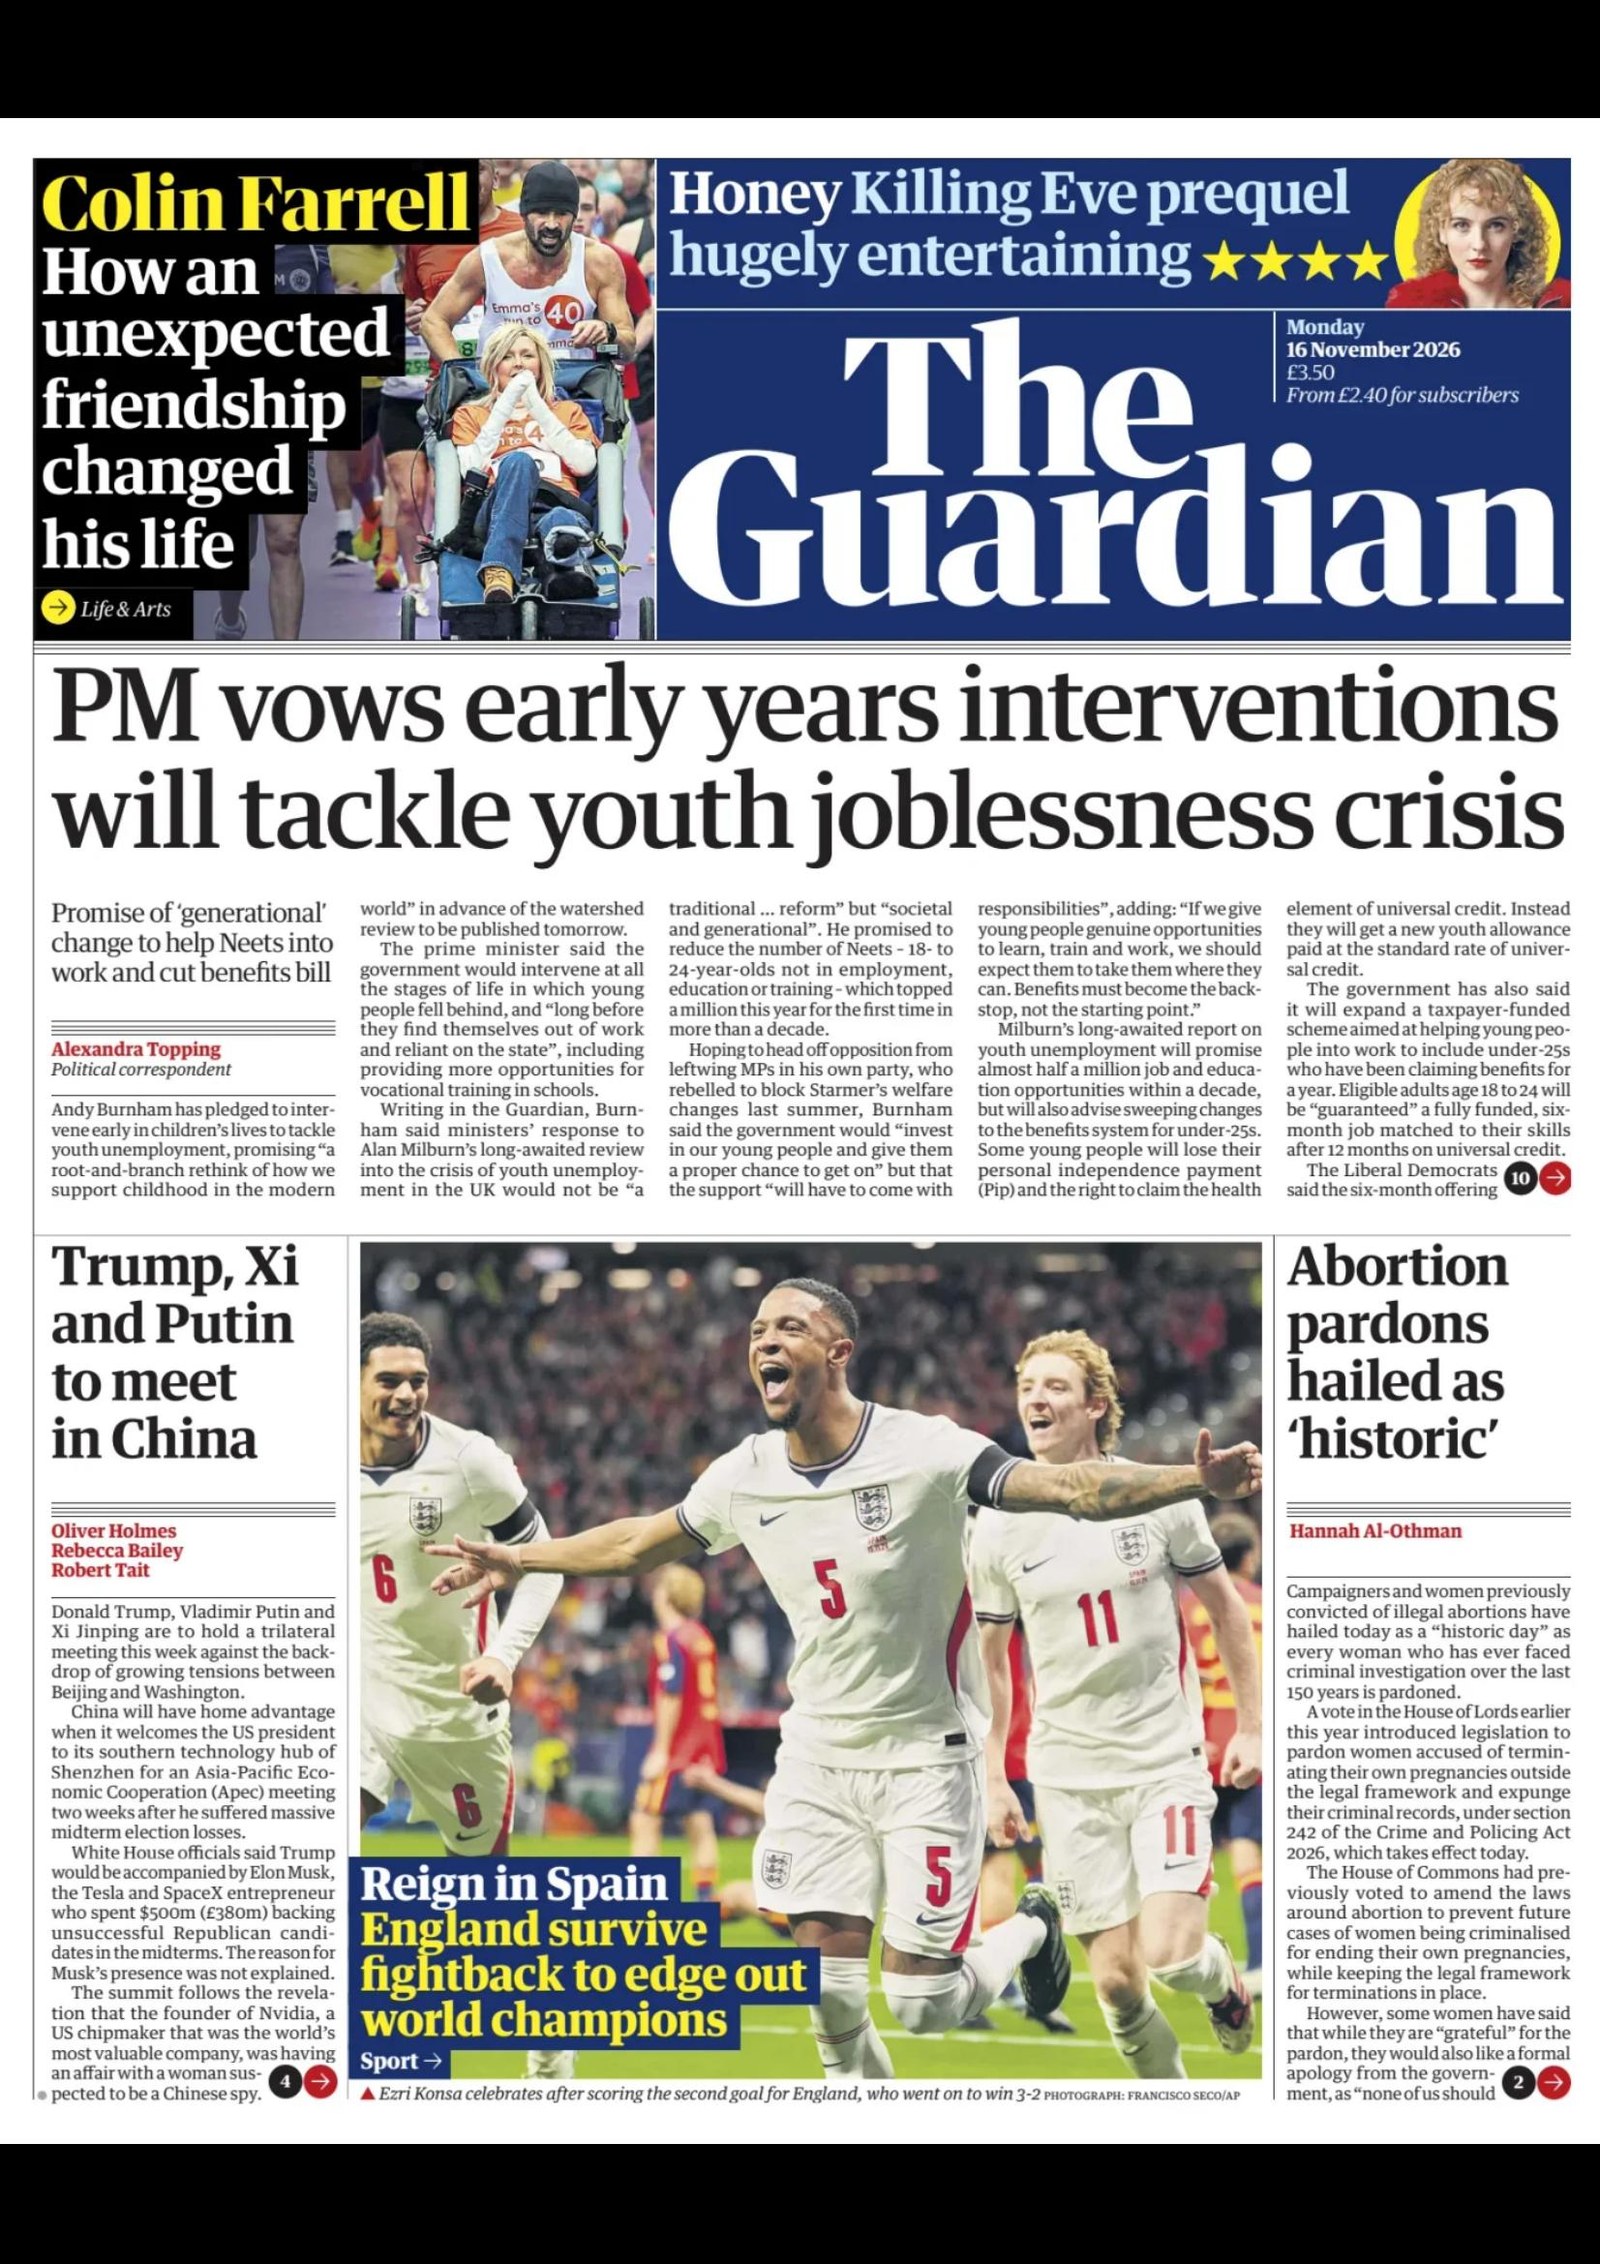 Colin Farrell
How an
unexpected
friendship
changed
his life
Life & Arts
Emma's
run to 40
Honey Killing Eve prequel
hugely entertaining ★★★★
Monday
16 November 2026
£3.50
From £2.40 for subscribers
The
Guardian
PM vows early years interventions
will tackle youth joblessness crisis
Promise of ‘generational’
change to help Neets into
work and cut benefits bill
Alexandra Topping
Political correspondent
Andy Burnham has pledged to inter-
vene early in children’s lives to tackle
youth unemployment, promising “a
root-and-branch rethink of how we
support childhood in the modern
world” in advance of the watershed
review to be published tomorrow.
The prime minister said the
government would intervene at all
the stages of life in which young
people fell behind, and “long before
they find themselves out of work
and reliant on the state”, including
providing more opportunities for
vocational training in schools.
Writing in the Guardian, Burn-
ham said ministers’ response to
Alan Milburn’s long-awaited review
into the crisis of youth unemploy-
ment in the UK would not be “a
traditional ... reform” but “societal
and generational”. He promised to
reduce the number of Neets – 18- to
24-year-olds not in employment,
education or training – which topped
a million this year for the first time in
more than a decade.
Hoping to head off opposition from
leftwing MPs in his own party, who
rebelled to block Starmer’s welfare
changes last summer, Burnham
said the government would “invest
in our young people and give them
a proper chance to get on” but that
the support “will have to come with
responsibilities”, adding: “If we give
young people genuine opportunities
to learn, train and work, we should
expect them to take them where they
can. Benefits must become the back-
stop, not the starting point.”
Milburn’s long-awaited report on
youth unemployment will promise
almost half a million job and educa-
tion opportunities within a decade,
but will also advise sweeping changes
to the benefits system for under-25s.
Some young people will lose their
personal independence payment
(Pip) and the right to claim the health
element of universal credit. Instead
they will get a new youth allowance
paid at the standard rate of univer-
sal credit.
The government has also said
it will expand a taxpayer-funded
scheme aimed at helping young peo-
ple into work to include under-25s
who have been claiming benefits for
a year. Eligible adults age 18 to 24 will
be “guaranteed” a fully funded, six-
month job matched to their skills
after 12 months on universal credit.
The Liberal Democrats
said the six-month offering 10
Trump, Xi
and Putin
to meet
in China
Oliver Holmes
Rebecca Bailey
Robert Tait
Donald Trump, Vladimir Putin and
Xi Jinping are to hold a trilateral
meeting this week against the back-
drop of growing tensions between
Beijing and Washington.
China will have home advantage
when it welcomes the US president
to its southern technology hub of
Shenzhen for an Asia-Pacific Eco-
nomic Cooperation (Apec) meeting
two weeks after he suffered massive
midterm election losses.
White House officials said Trump
would be accompanied by Elon Musk,
the Tesla and SpaceX entrepreneur
who spent $500m (£380m) backing
unsuccessful Republican candi-
dates in the midterms. The reason for
Musk’s presence was not explained.
The summit follows the revela-
tion that the founder of Nvidia, a
US chipmaker that was the world’s
most valuable company, was having
an affair with a woman sus-
pected to be a Chinese spy. 4
6
6
5
5
11
11
Reign in Spain
England survive
fightback to edge out
world champions
Sport
Ezri Konsa celebrates after scoring the second goal for England, who went on to win 3-2 PHOTOGRAPH: FRANCISCO SECO/AP
Abortion
pardons
hailed as
‘historic’
Hannah Al-Othman
Campaigners and women previously
convicted of illegal abortions have
hailed today as a “historic day” as
every woman who has ever faced
criminal investigation over the last
150 years is pardoned.
A vote in the House of Lords earlier
this year introduced legislation to
pardon women accused of termin-
ating their own pregnancies outside
the legal framework and expunge
their criminal records, under section
242 of the Crime and Policing Act
2026, which takes effect today.
The House of Commons had pre-
viously voted to amend the laws
around abortion to prevent future
cases of women being criminalised
for ending their own pregnancies,
while keeping the legal framework
for terminations in place.
However, some women have said
that while they are “grateful” for the
pardon, they would also like a formal
apology from the govern-
ment, as “none of us should 2